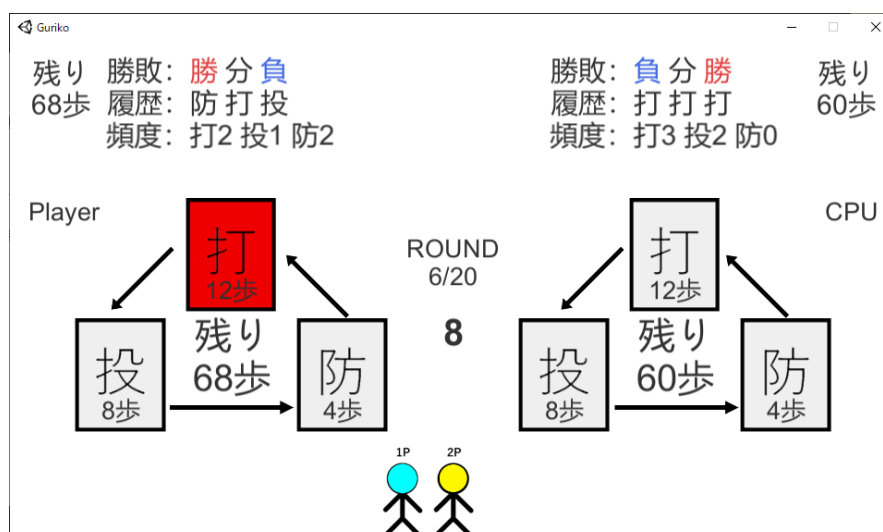 Guriko
残り
68歩
勝敗: 勝 分 負
履歴: 防 打 投
頻度: 打2 投1 防2
勝敗: 負 分 勝
履歴: 打 打 打
頻度: 打3 投2 防0
残り
60歩
Player
打
12歩
投
8歩
防
4歩
残り
68歩
ROUND
6/20
8
CPU
打
12歩
投
8歩
防
4歩
残り
60歩
1P
2P